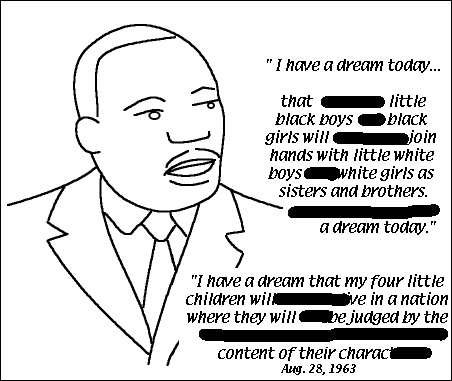 " I have a dream today...
that little
black boys black
girls will join
hands with little white
boys white girls as
sisters and brothers.
a dream today."
"I have a dream that my four little
children will ve in a nation
where they will be judged by the
content of their charac
Aug. 28, 1963